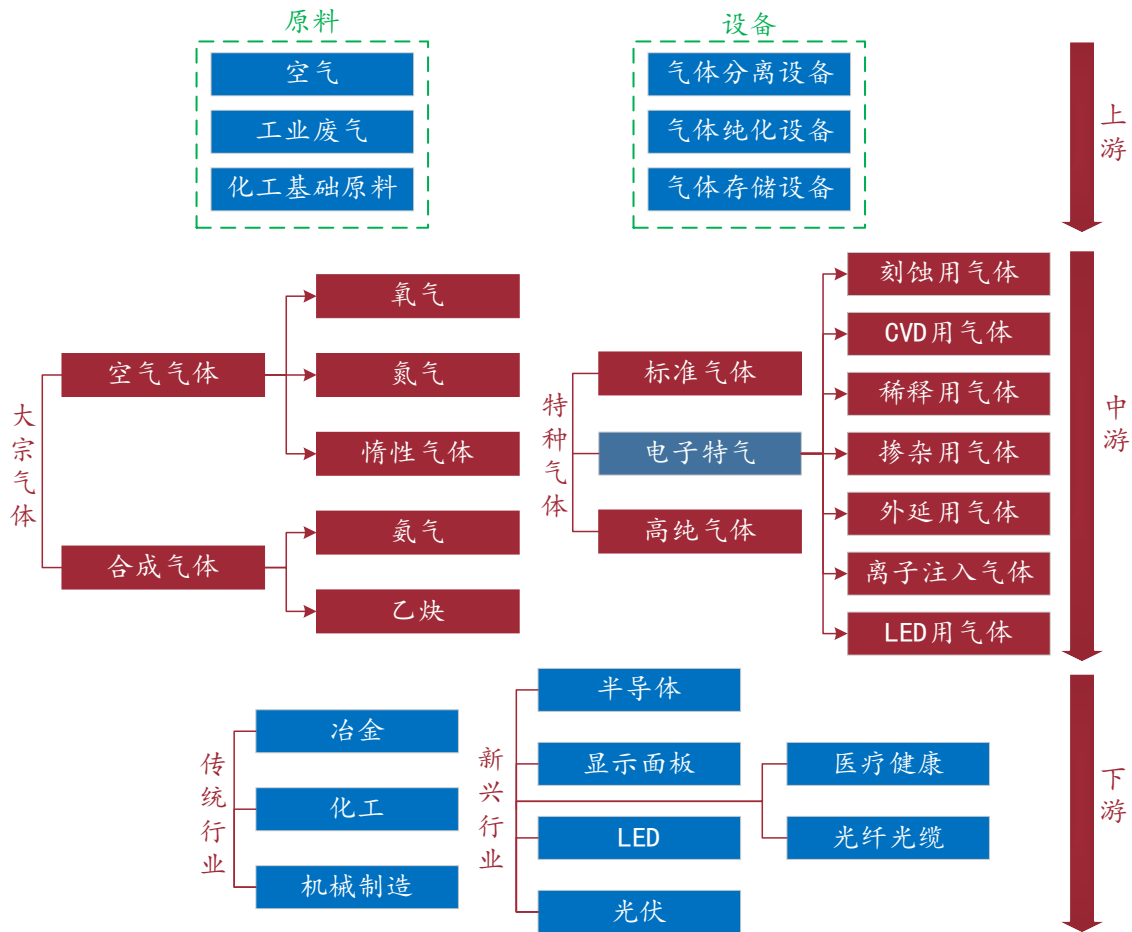 原料
空气
工业废气
化工基础原料
设备
气体分离设备
气体纯化设备
气体存储设备
上游
大宗气体
空气气体
氧气
氮气
惰性气体
合成气体
氨气
乙炔
特种气体
标准气体
电子特气
高纯气体
刻蚀用气体
CVD用气体
稀释用气体
掺杂用气体
外延用气体
离子注入气体
LED用气体
中游
传统行业
冶金
化工
机械制造
新兴行业
半导体
显示面板
LED
光伏
医疗健康
光纤光缆
下游